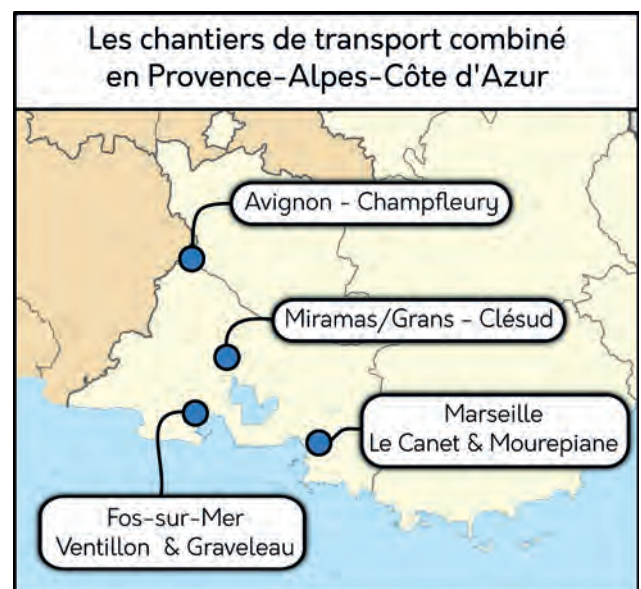 Les chantiers de transport combiné
en Provence-Alpes-Côte d'Azur
Avignon - Champfleury
Miramas/Grans - Clésud
Marseille
Le Canet & Mourepiane
Fos-sur-Mer
Ventillon & Graveleau